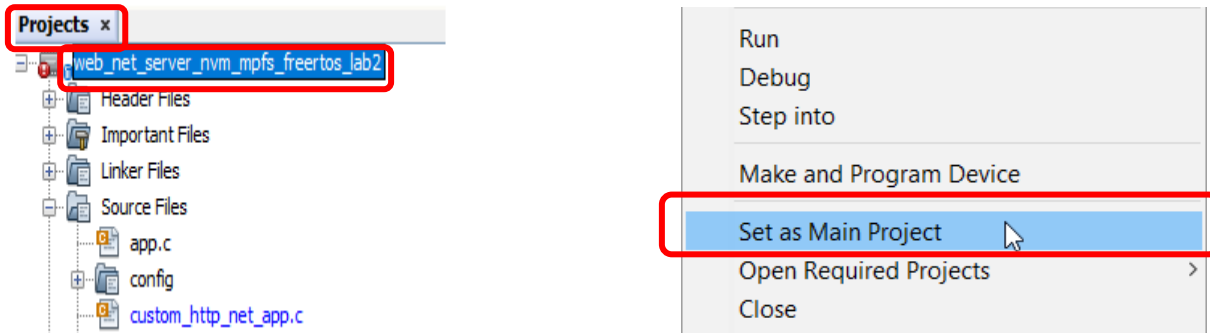 Projects x
web_net_server_nvm_mpfs_freertos_lab2
Header Files
Important Files
Linker Files
Source Files
app.c
config
custom_http_net_app.c
Run
Debug
Step into
Make and Program Device
Set as Main Project
Open Required Projects >
Close